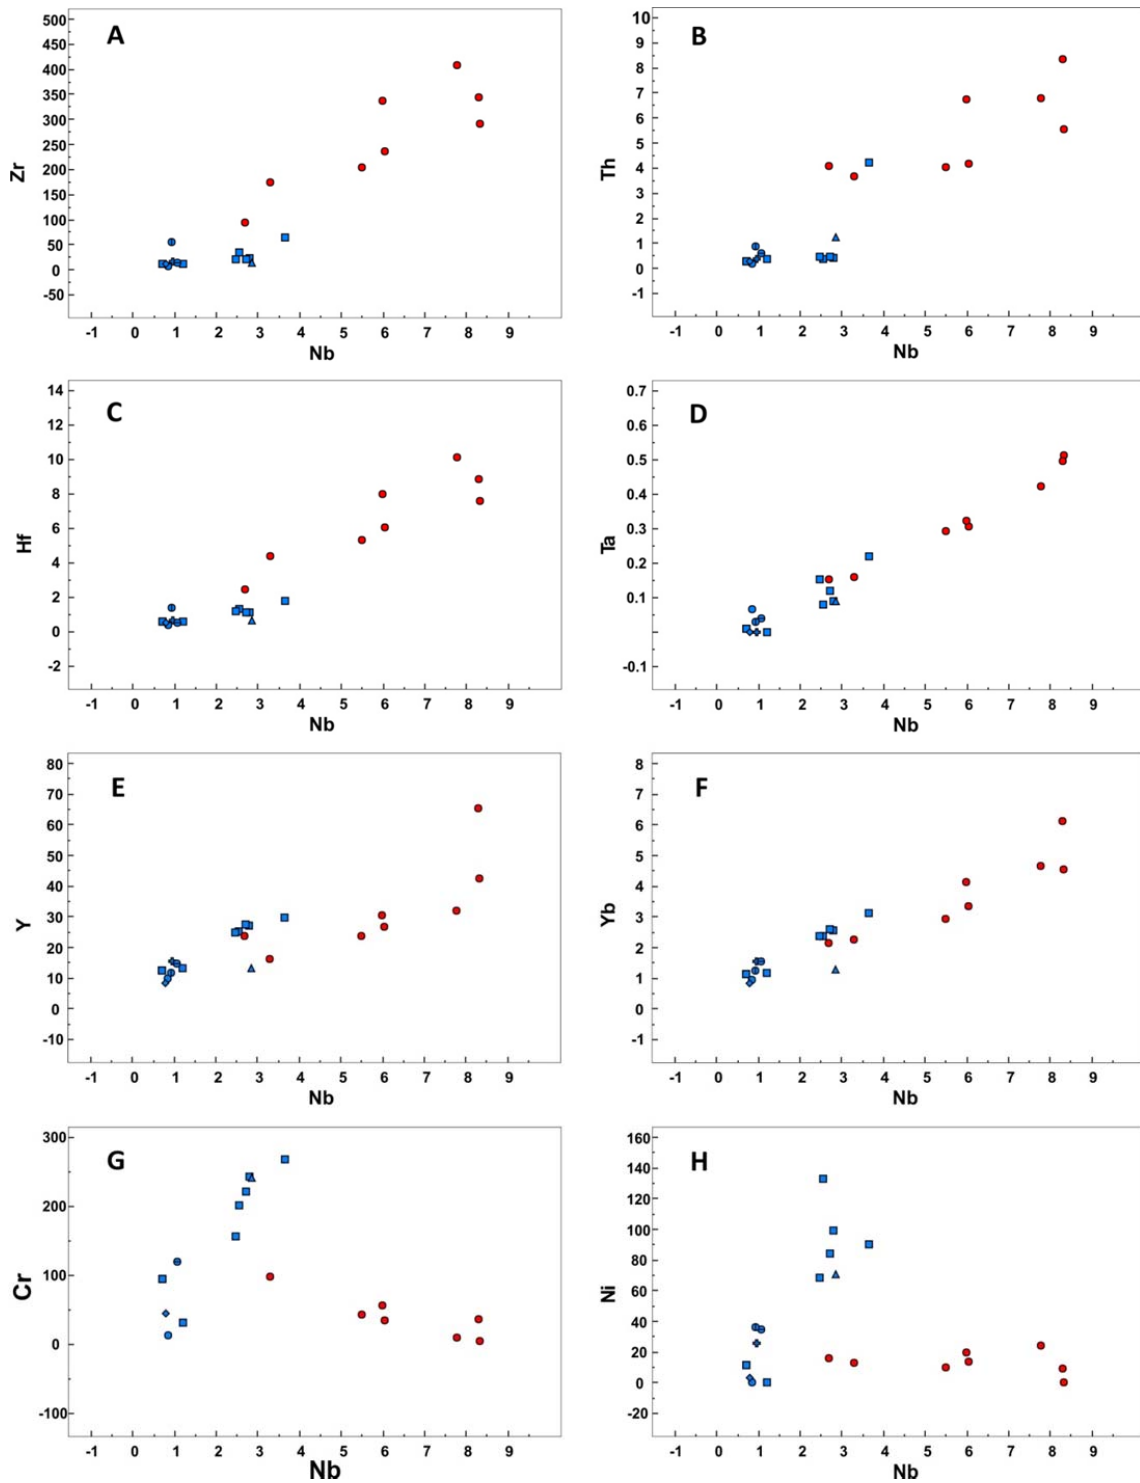 A
500
450
400
350
300
250
200
150
100
50
0
-50
Zr
-1 0 1 2 3 4 5 6 7 8 9
Nb
B
10
9
8
7
6
5
4
3
2
1
0
-1
Th
-1 0 1 2 3 4 5 6 7 8 9
Nb
C
14
12
10
8
6
4
2
0
-2
Hf
-1 0 1 2 3 4 5 6 7 8 9
Nb
D
0.7
0.6
0.5
0.4
0.3
0.2
0.1
-0.1
Ta
-1 0 1 2 3 4 5 6 7 8 9
Nb
E
80
70
60
50
40
30
20
10
0
-10
Y
-1 0 1 2 3 4 5 6 7 8 9
Nb
F
8
7
6
5
4
3
2
1
0
-1
Yb
-1 0 1 2 3 4 5 6 7 8 9
Nb
G
300
200
100
0
-100
Cr
-1 0 1 2 3 4 5 6 7 8 9
Nb
H
160
140
120
100
80
60
40
20
0
-20
Ni
-1 0 1 2 3 4 5 6 7 8 9
Nb